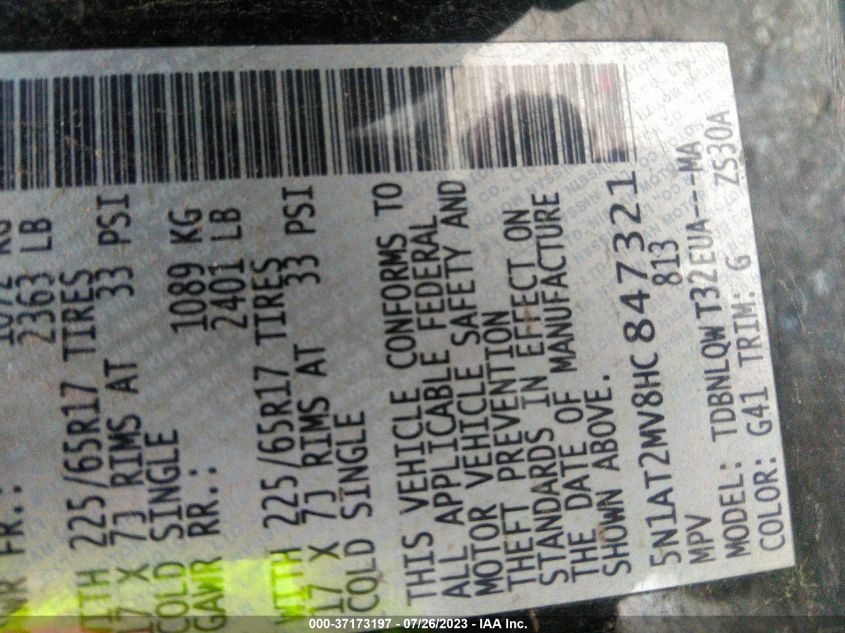 GAWR FR.: 1072 KG
2363 LB
WITH 225/65R17 TIRES
17 X 7J RIMS AT 33 PSI
COLD SINGLE
GAWR RR.: 1089 KG
2401 LB
WITH 225/65R17 TIRES
17 X 7J RIMS AT 33 PSI
COLD SINGLE
THIS VEHICLE CONFORMS TO
ALL APPLICABLE FEDERAL
MOTOR VEHICLE SAFETY AND
THEFT PREVENTION
STANDARDS IN EFFECT ON
THE DATE OF MANUFACTURE
SHOWN ABOVE.
5N1AT2MV8HC847321
MPV 813
MODEL: TDBNLQWT32EUA---MA
COLOR: G41 TRIM: G ZS30A
000-37173197 - 07/26/2023 - IAA Inc.